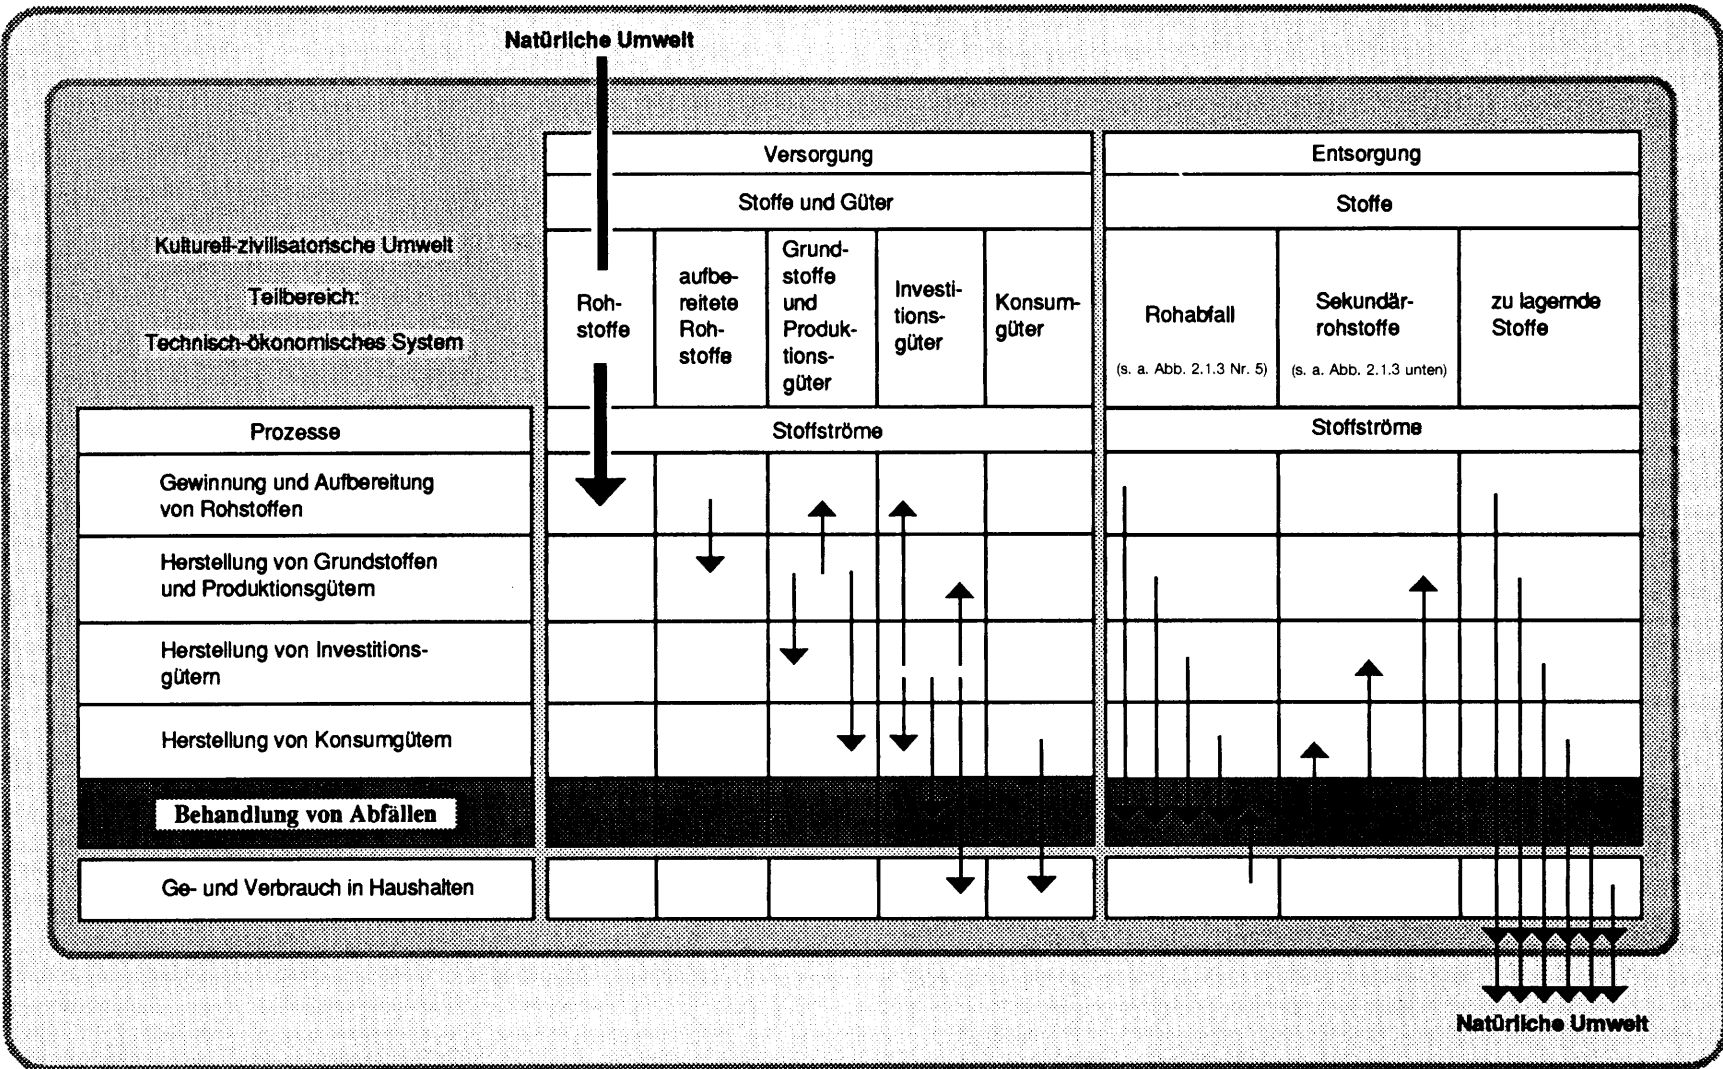 Natürliche Umwelt
Versorgung
Entsorgung
Stoffe und Güter
Stoffe
Kulturell-zivilisatorische Umwelt
Teilbereich:
Technisch-ökonomisches System
Roh-
stoffe
aufbe-
reitete
Roh-
stoffe
Grund-
stoffe
und
Produk-
tions-
güter
Investi-
tions-
güter
Konsum-
güter
Rohabfall
(s. a. Abb. 2.1.3 Nr. 5)
Sekundär-
rohstoffe
(s. a. Abb. 2.1.3 unten)
zu lagernde
Stoffe
Prozesse
Stoffströme
Stoffströme
Gewinnung und Aufbereitung
von Rohstoffen
Herstellung von Grundstoffen
und Produktionsgütern
Herstellung von Investitions-
gütern
Herstellung von Konsumgütern
Behandlung von Abfällen
Ge- und Verbrauch in Haushalten
Natürliche Umwelt